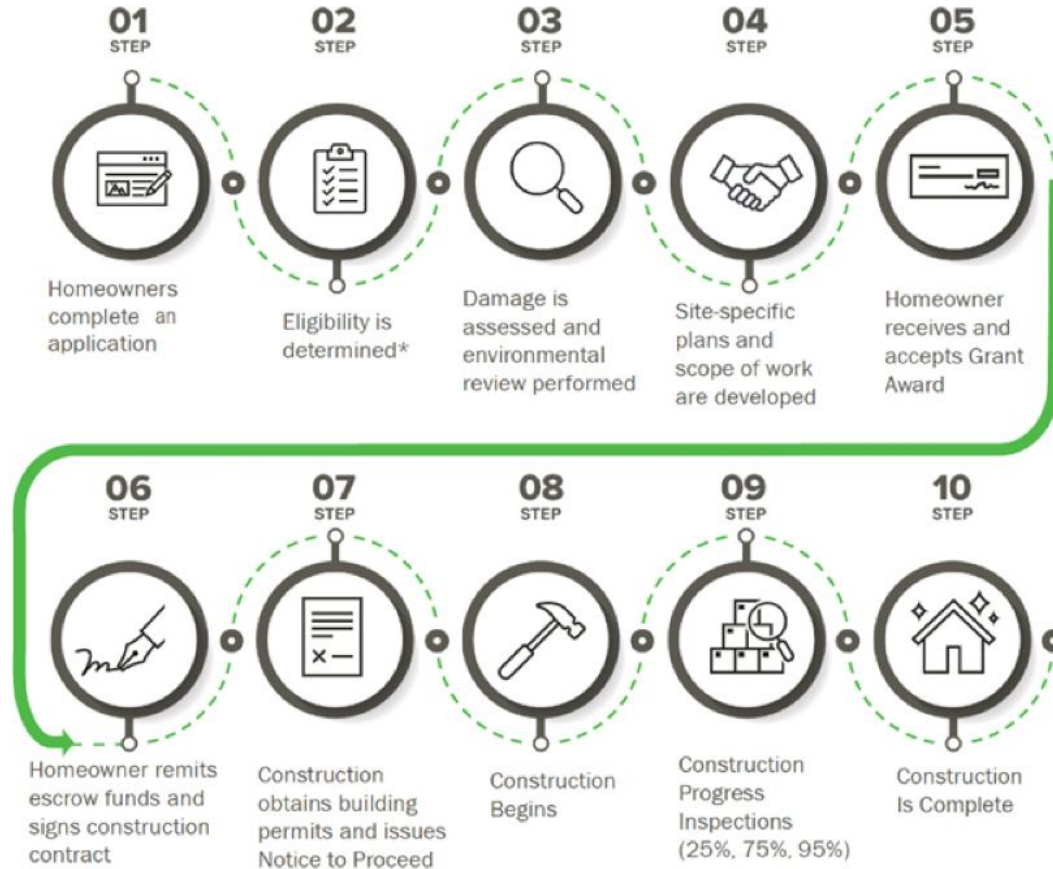 01
STEP
Homeowners
complete an
application
02
STEP
Eligibility is
determined*
03
STEP
Damage is
assessed and
environmental
review performed
04
STEP
Site-specific
plans and
scope of work
are developed
05
STEP
Homeowner
receives and
accepts Grant
Award
06
STEP
Homeowner remits
escrow funds and
signs construction
contract
07
STEP
Construction
obtains building
permits and issues
Notice to Proceed
08
STEP
Construction
Begins
09
STEP
Construction
Progress
Inspections
(25%, 75%, 95%)
10
STEP
Construction
Is Complete